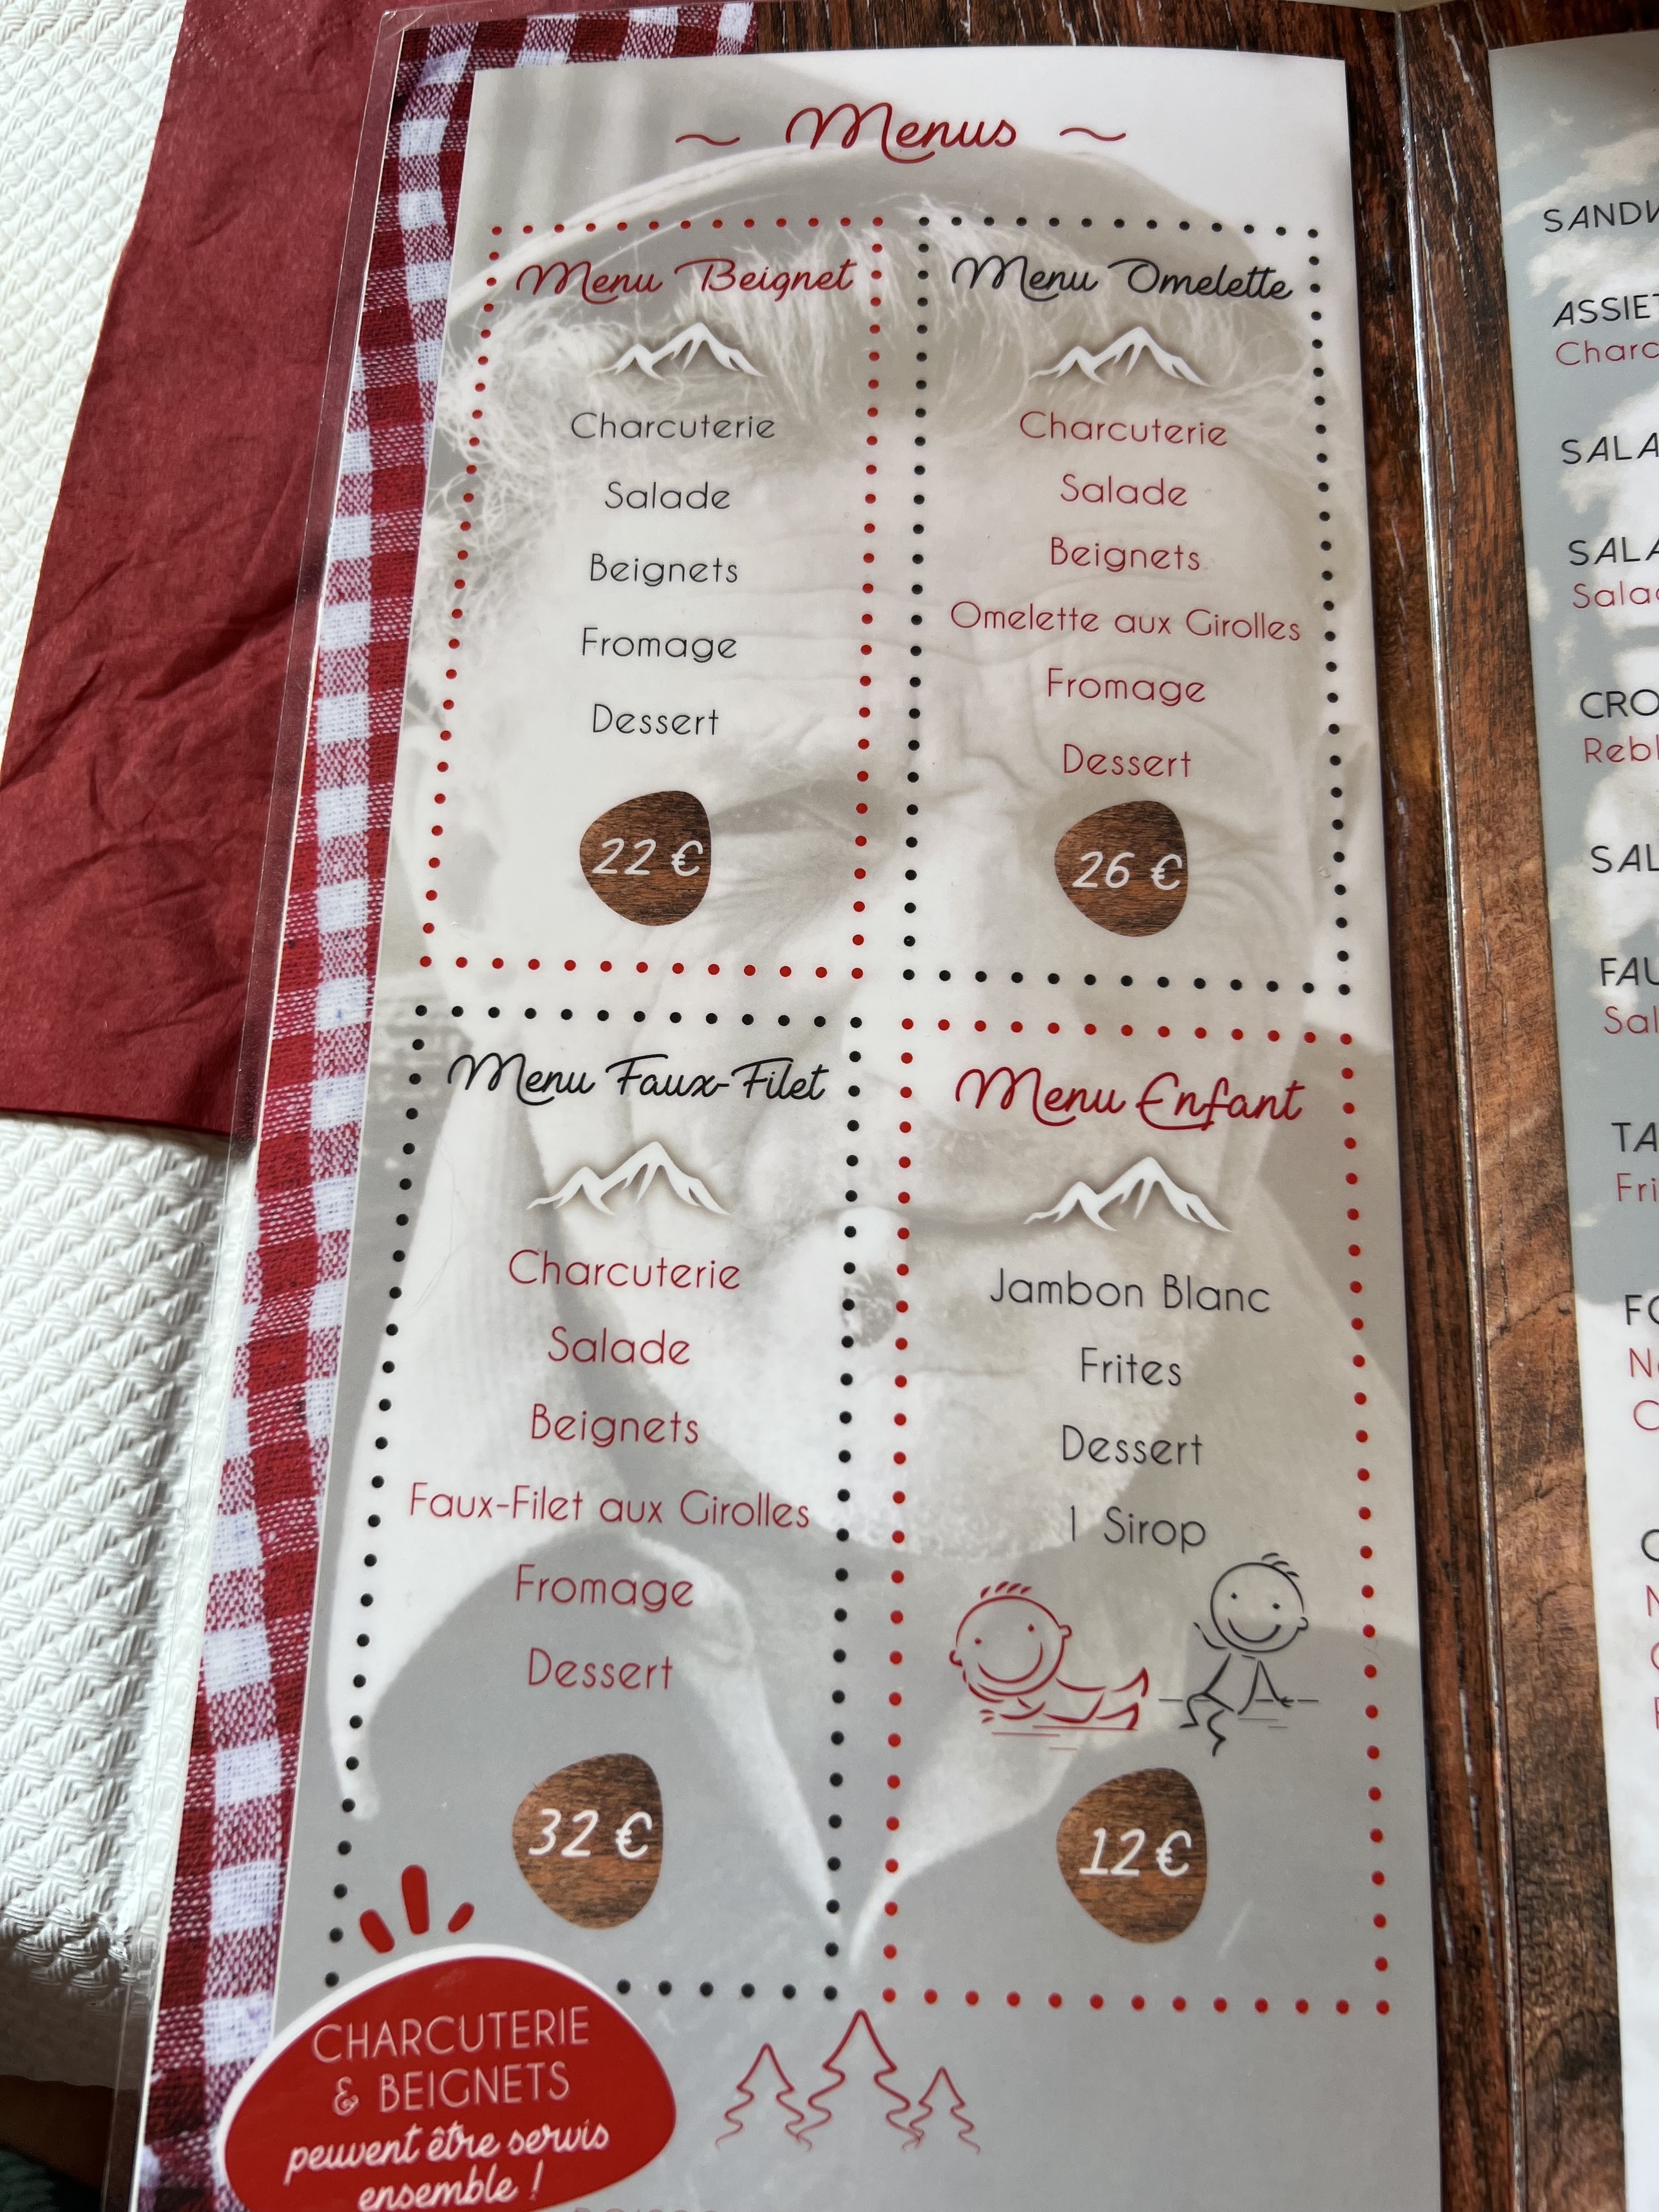 ~ Menus ~
Menu Beignet
Charcuterie
Salade
Beignets
Fromage
Dessert
22 €
Menu Omelette
Charcuterie
Salade
Beignets
Omelette aux Girolles
Fromage
Dessert
26 €
Menu Faux-Filet
Charcuterie
Salade
Beignets
Faux-Filet aux Girolles
Fromage
Dessert
32 €
Menu Enfant
Jambon Blanc
Frites
Dessert
1 Sirop
12 €
CHARCUTERIE
& BEIGNETS
peuvent être servis
ensemble !